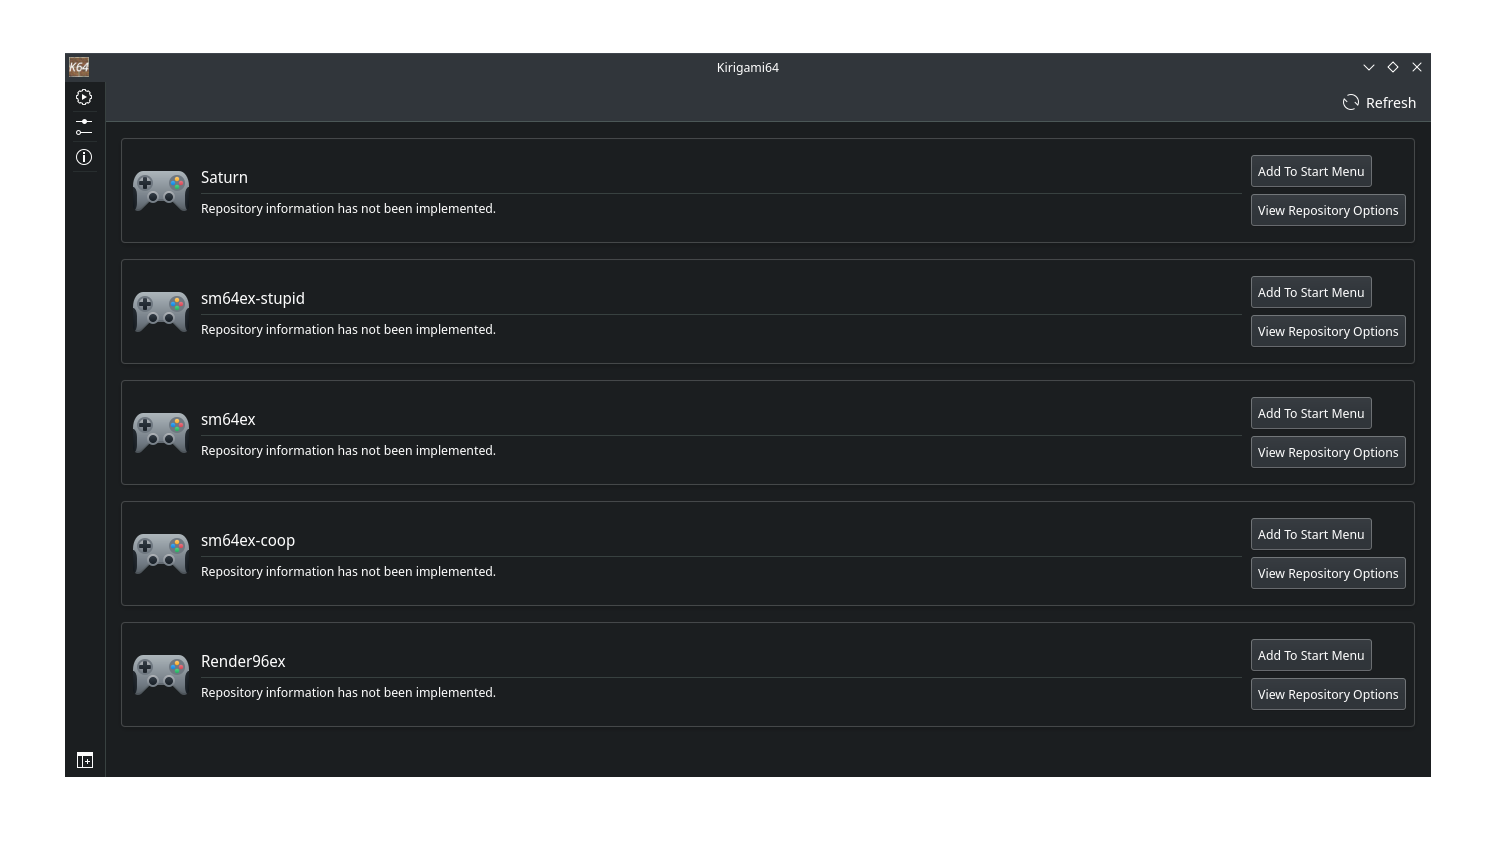 K64
Kirigami64
Refresh
Saturn
Repository information has not been implemented.
Add To Start Menu
View Repository Options
sm64ex-stupid
Repository information has not been implemented.
Add To Start Menu
View Repository Options
sm64ex
Repository information has not been implemented.
Add To Start Menu
View Repository Options
sm64ex-coop
Repository information has not been implemented.
Add To Start Menu
View Repository Options
Render96ex
Repository information has not been implemented.
Add To Start Menu
View Repository Options